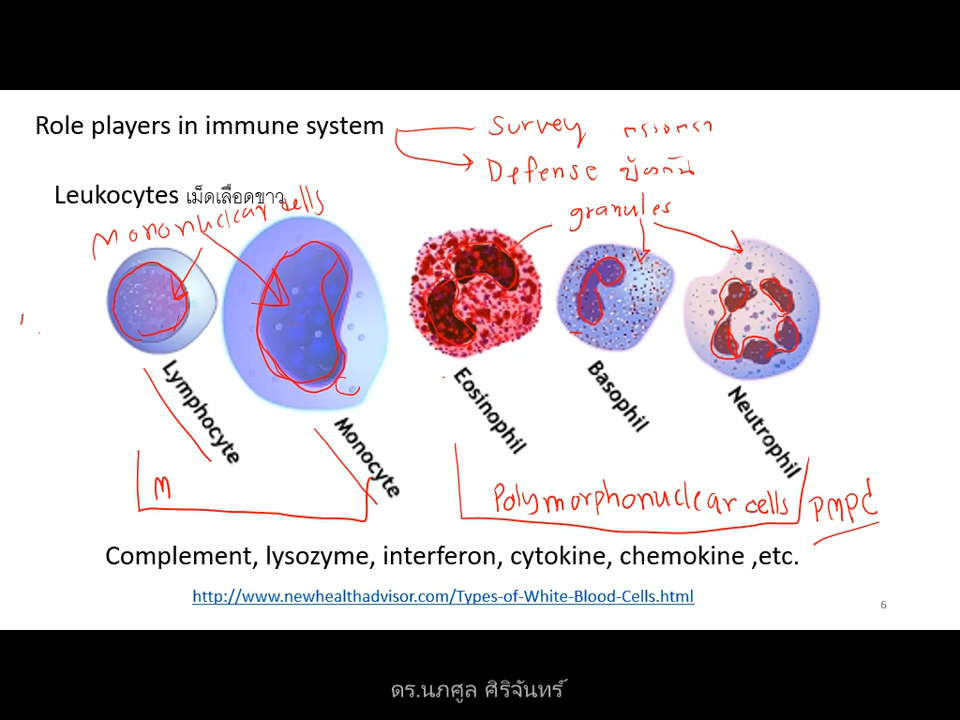 Role players in immune system
Survey ตรวจตรา
Defense ป้องกัน
Leukocytes เม็ดเลือดขาว
Mononuclear cells
granules
Lymphocyte
Monocyte
Eosinophil
Basophil
Neutrophil
M
Polymorphonuclear cells / PMPC
Complement, lysozyme, interferon, cytokine, chemokine ,etc.
http://www.newhealthadvisor.com/Types-of-White-Blood-Cells.html
6
ดร.นภศูล ศิริจันทร์